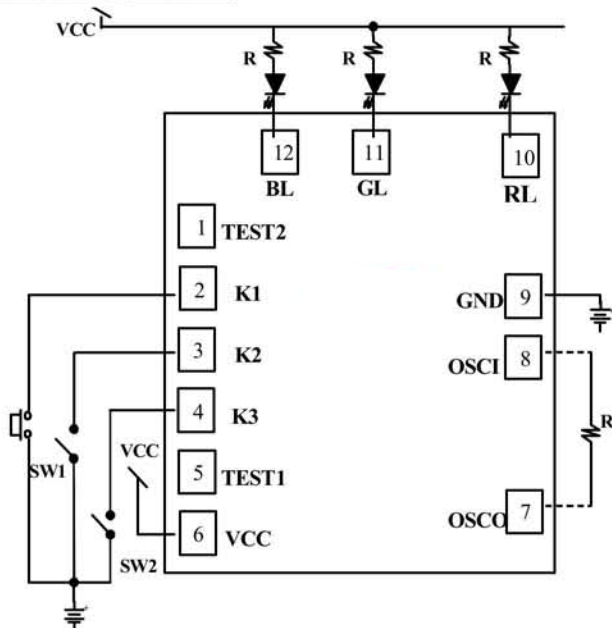 VCC
R R R
12 11 10
BL GL RL
1 TEST2
2 K1
GND 9
3 K2
OSCI 8
4 K3
R
VCC
SW1
5 TEST1
OSCO 7
6 VCC
SW2